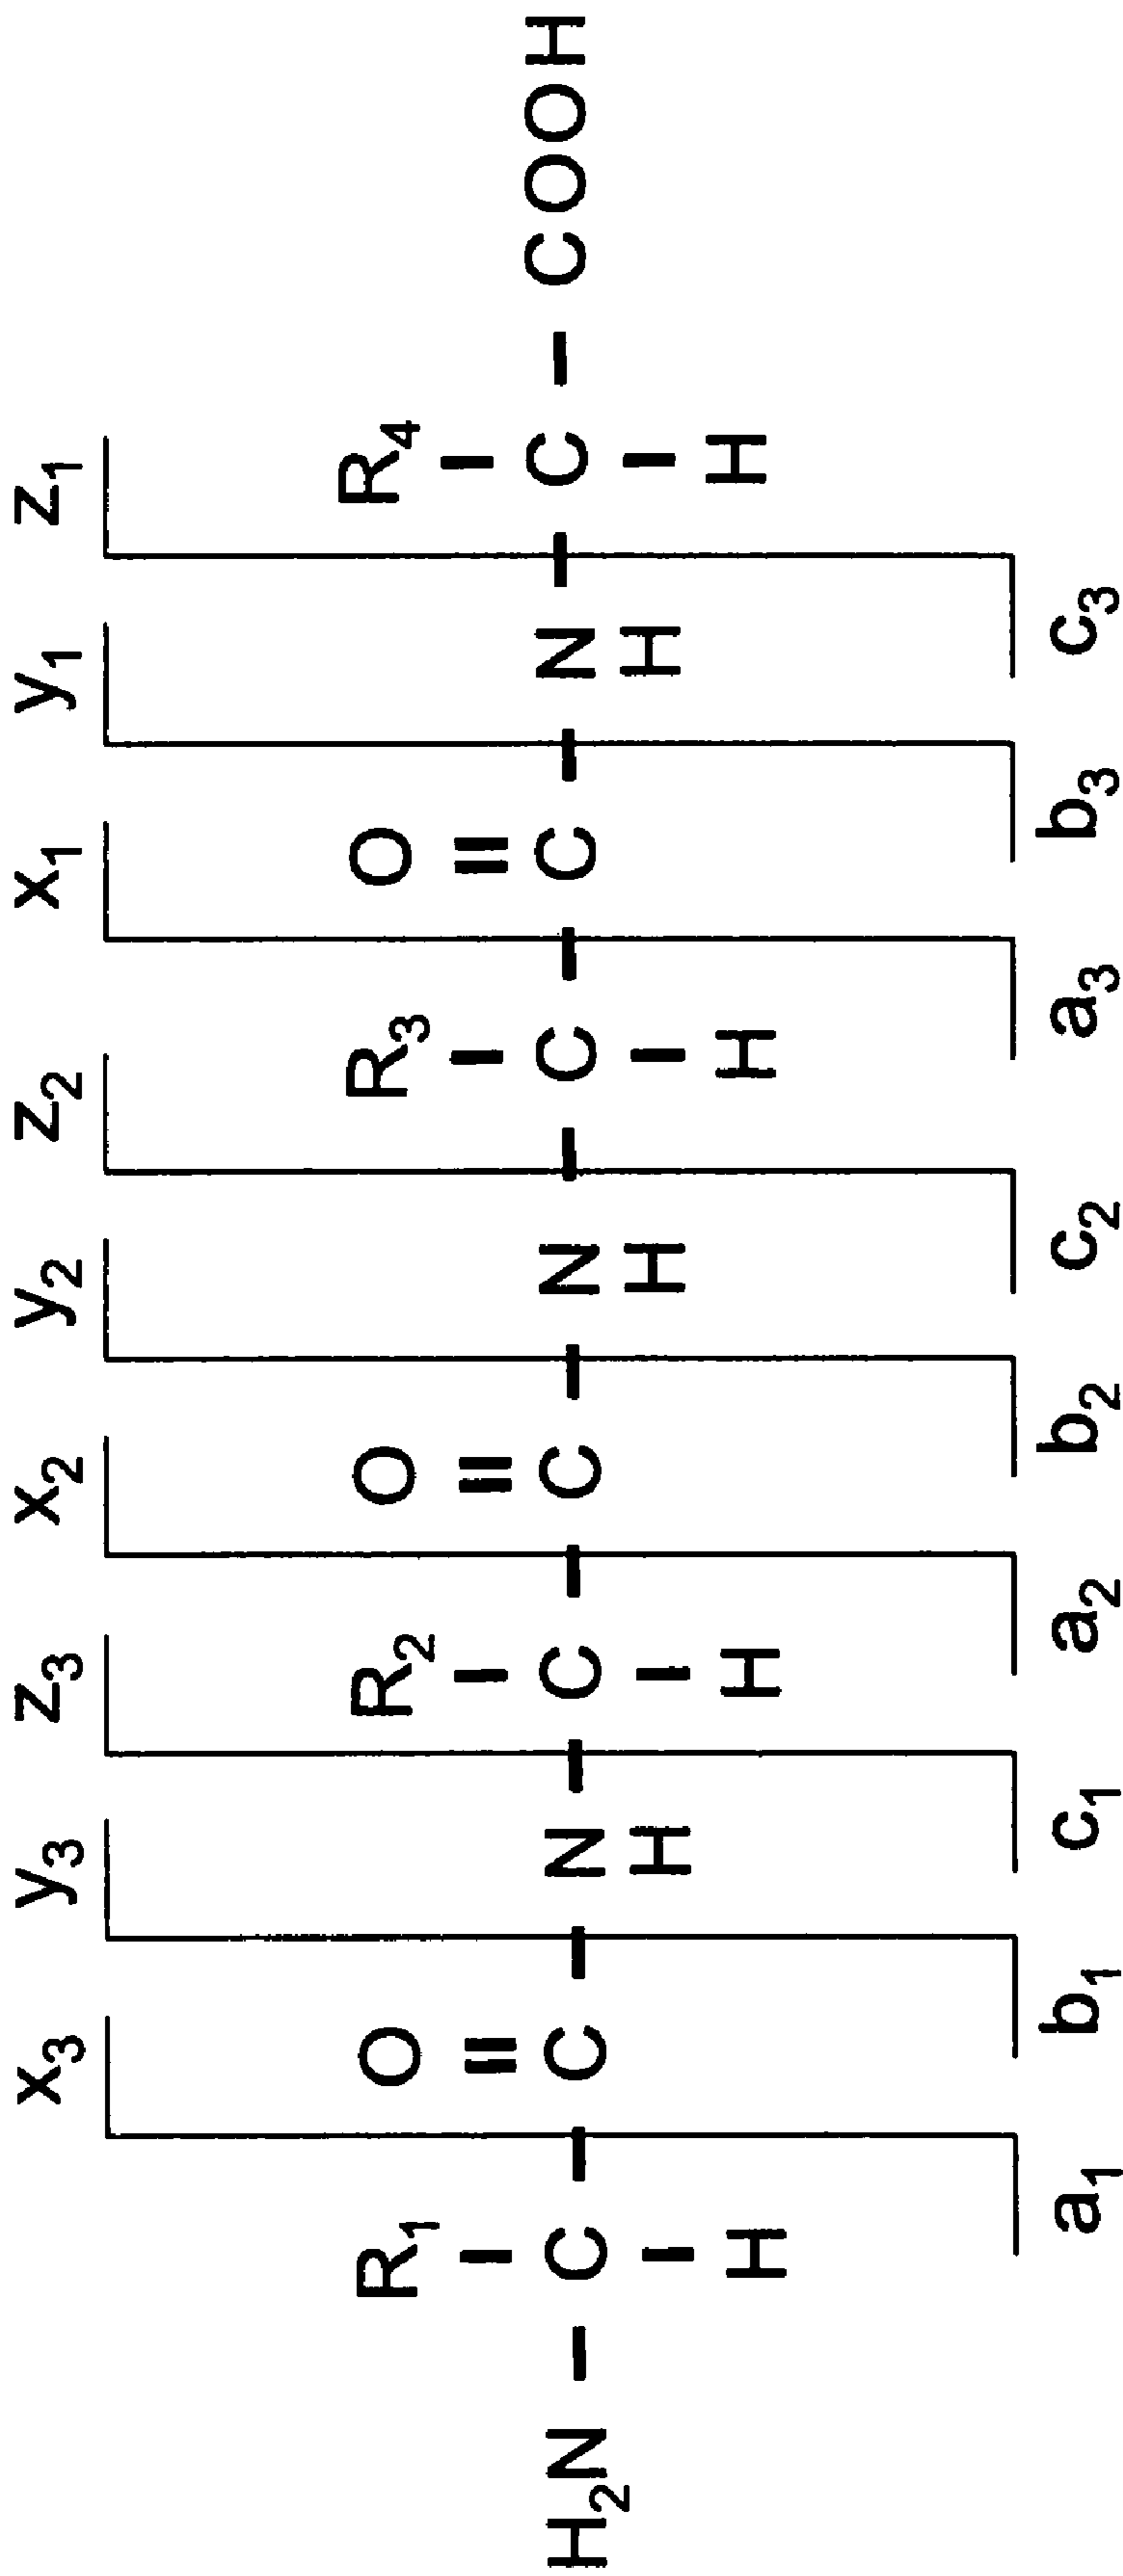 x₃ y₃ z₃ x₂ y₂ z₂ x₁ y₁ z₁
R₁ O R₂ O R₃ O R₄
H₂N – C – C – N – C – C – N – C – C – N – C – COOH
H H H H H H H
a₁ b₁ c₁ a₂ b₂ c₂ a₃ b₃ c₃